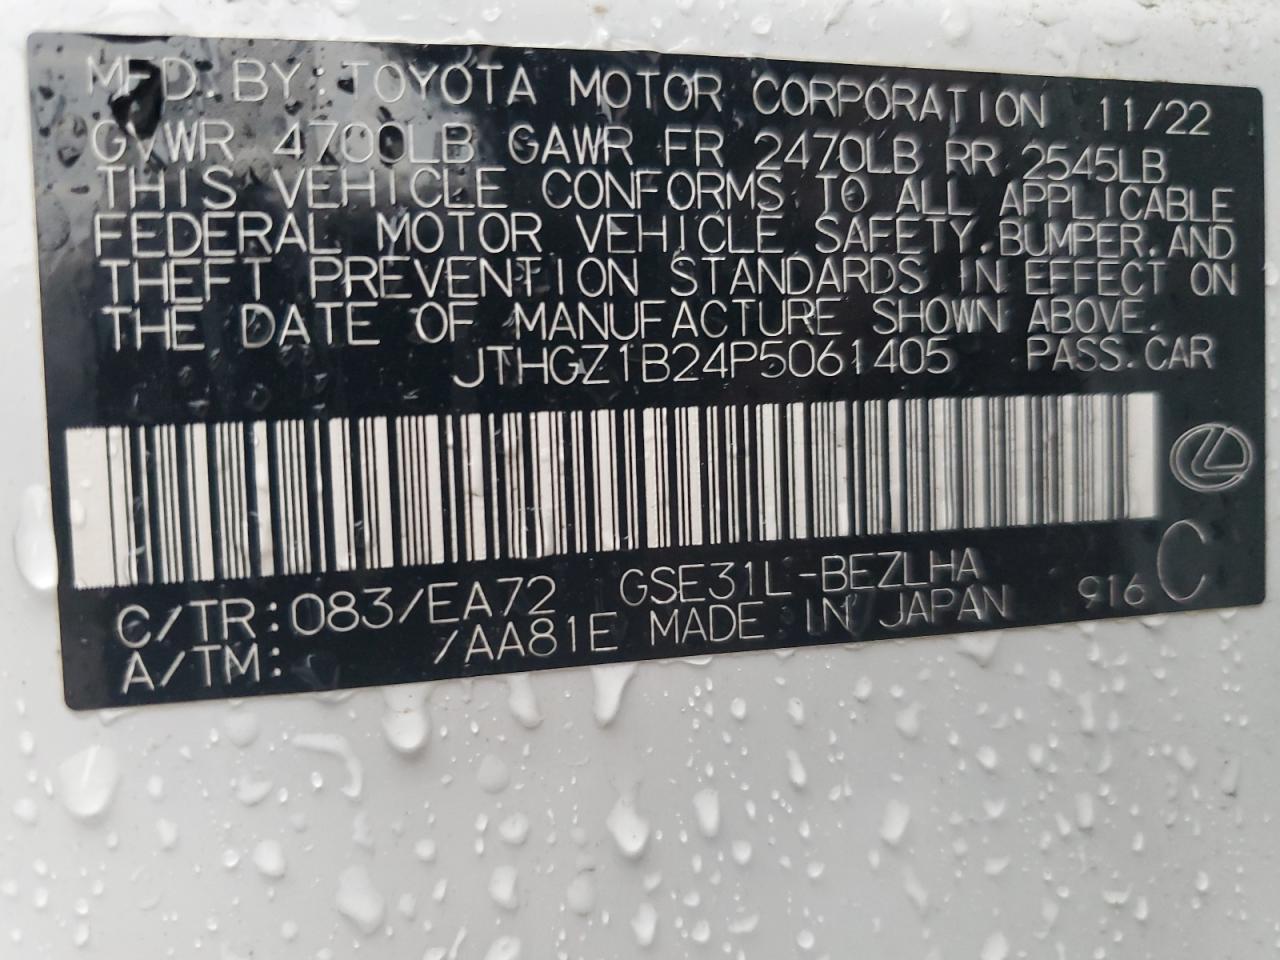 MFD. BY: TOYOTA MOTOR CORPORATION 11/22
GVWR 4700LB GAWR FR 2470LB RR 2545LB
THIS VEHICLE CONFORMS TO ALL APPLICABLE
FEDERAL MOTOR VEHICLE SAFETY, BUMPER, AND
THEFT PREVENTION STANDARDS IN EFFECT ON
THE DATE OF MANUFACTURE SHOWN ABOVE.
JTHGZ1B24P5061405 PASS.CAR
C/TR: 083/EA72 GSE31L-BEZLHA
A/TM: /AA81E MADE IN JAPAN 916 C